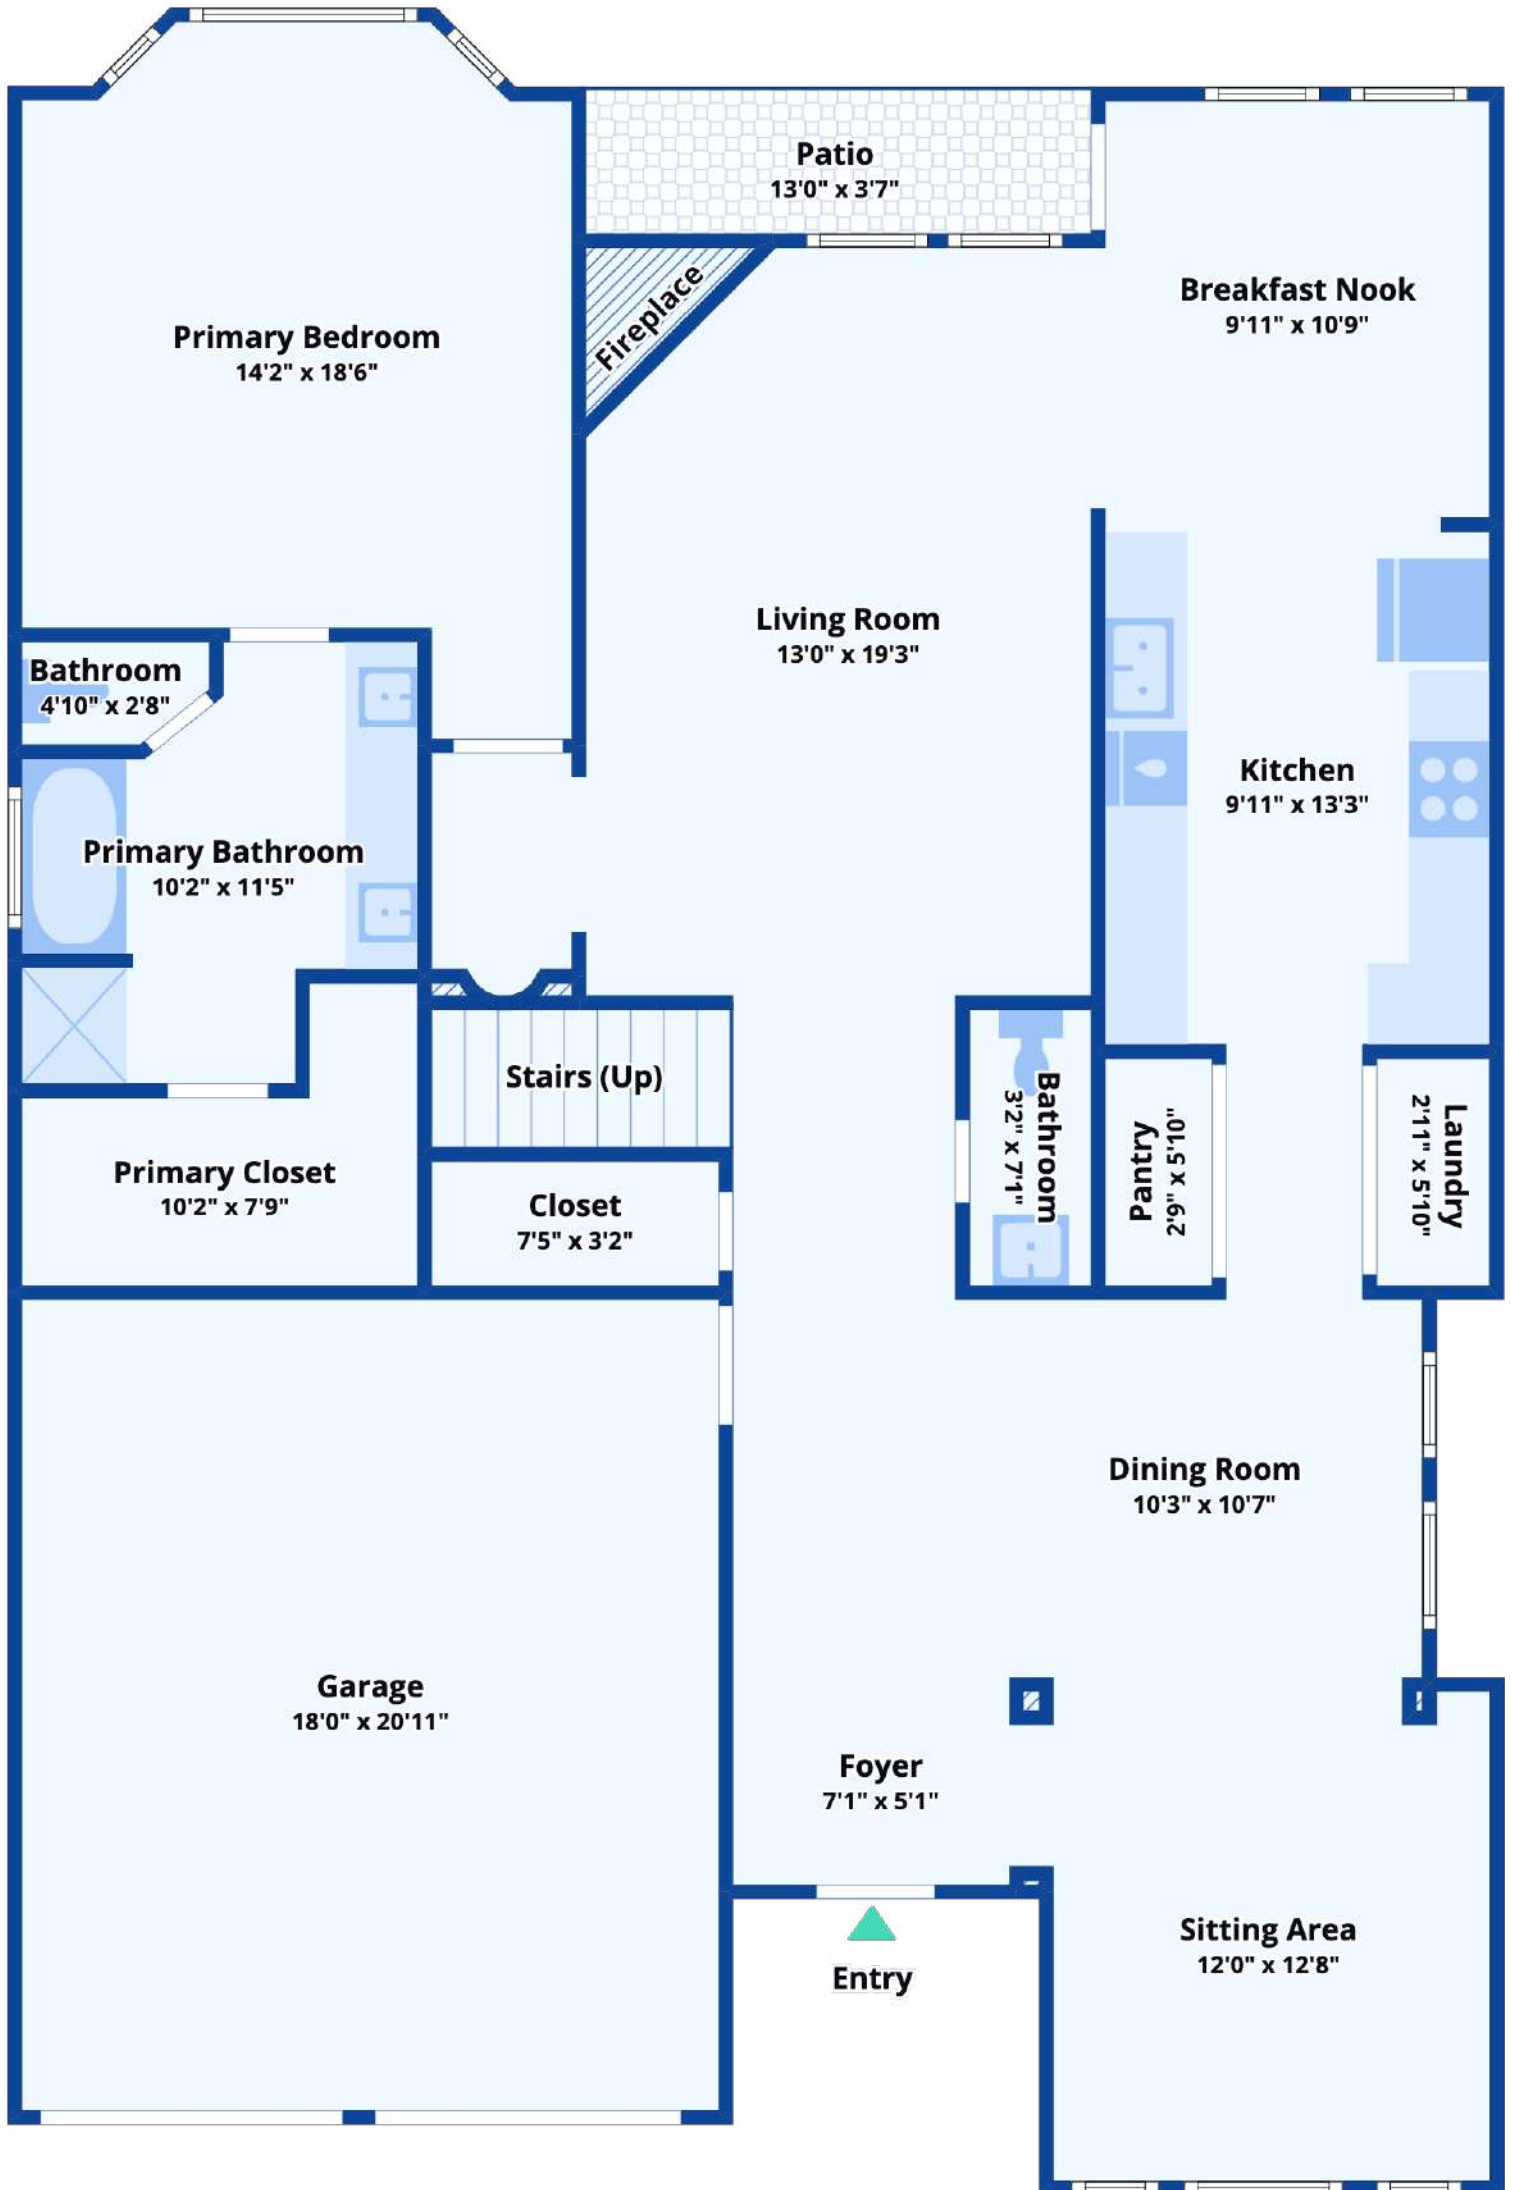 Patio
13'0" x 3'7"
Fireplace
Breakfast Nook
9'11" x 10'9"
Primary Bedroom
14'2" x 18'6"
Living Room
13'0" x 19'3"
Bathroom
4'10" x 2'8"
Kitchen
9'11" x 13'3"
Primary Bathroom
10'2" x 11'5"
Stairs (Up)
Bathroom
3'2" x 7'1"
Pantry
2'9" x 5'10"
Laundry
2'11" x 5'10"
Primary Closet
10'2" x 7'9"
Closet
7'5" x 3'2"
Dining Room
10'3" x 10'7"
Garage
18'0" x 20'11"
Foyer
7'1" x 5'1"
Sitting Area
12'0" x 12'8"
Entry